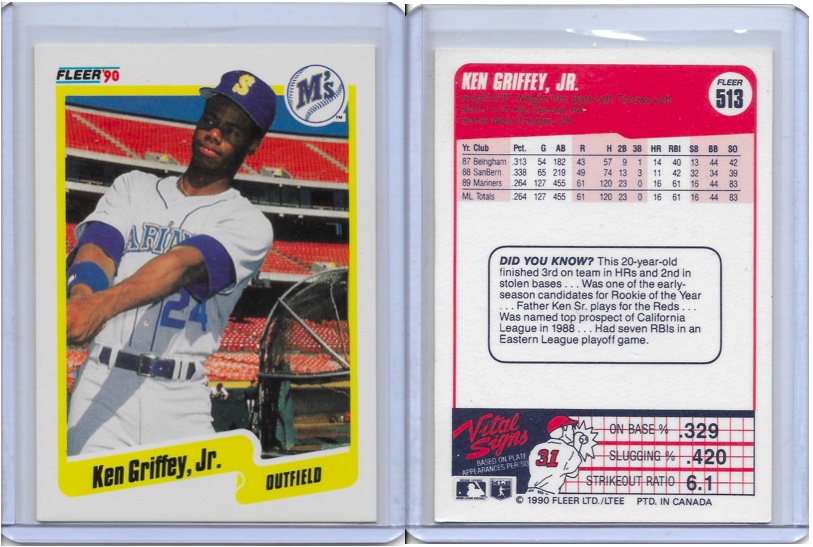 FLEER '90
M's
TM
S
MARINERS
24
Ken Griffey, Jr.
OUTFIELD
KEN GRIFFEY, JR.
FLEER
513
Yr. Club Pct. G AB R H 2B 3B HR RBI SB BB SO
87 Belngham .313 54 182 43 57 9 1 14 40 13 44 42
88 SanBern. .338 65 219 49 74 13 3 11 42 32 34 39
89 Mariners .264 127 455 61 120 23 0 16 61 16 44 83
ML Totals .264 127 455 61 120 23 0 16 61 16 44 83
DID YOU KNOW? This 20-year-old
finished 3rd on team in HRs and 2nd in
stolen bases . . . Was one of the early-
season candidates for Rookie of the Year
. . . Father Ken Sr. plays for the Reds . . .
Was named top prospect of California
League in 1988 . . . Had seven RBIs in an
Eastern League playoff game.
Vital
Signs
BASED ON PLATE
APPEARANCES PER/SO
31
ON BASE % .329
SLUGGING % .420
STRIKEOUT RATIO 6.1
© 1990 FLEER LTD./LTEE PTD. IN CANADA